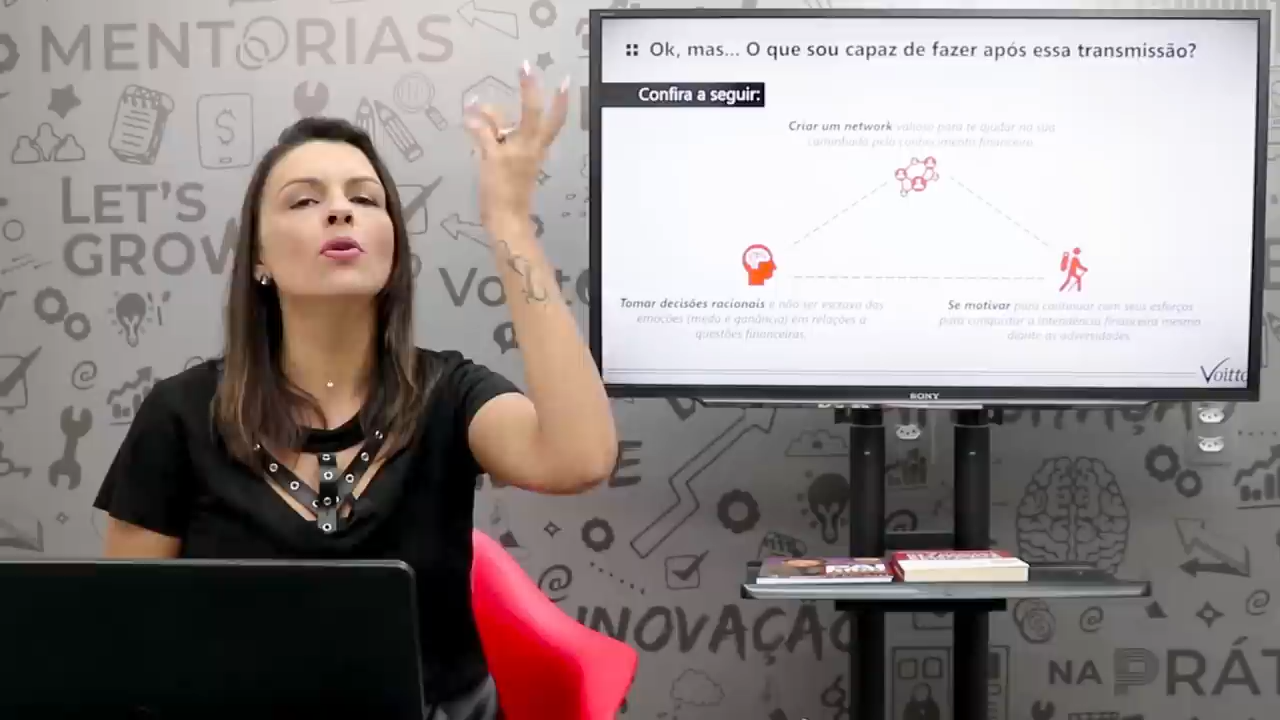 MENTORIAS
LET'S
GROW
Voitto
Ok, mas... O que sou capaz de fazer após essa transmissão?
Confira a seguir:
Criar um network valioso para te ajudar na sua
caminhada pelo conhecimento financeiro.
Tomar decisões racionais e não ser escravo das
emoções (medo e ganância) em relações a
questões financeiras.
Se motivar para continuar com seus esforços
para conquistar a
financeira mesmo
diante as adversidades.
Voitto
SONY
INOVAÇÃO
NA PRÁT